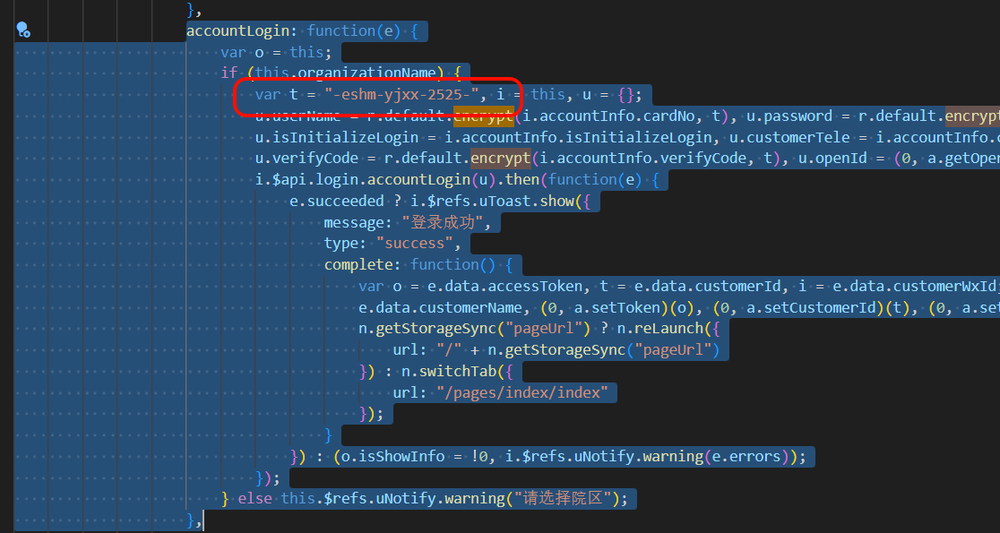 },
accountLogin: function(e) {
var o = this;
if (this.organizationName) {
var t = "-eshm-yjxx-2525-", i = this, u = {};
u.userName = r.default.encrypt(i.accountInfo.cardNo, t), u.password = r.default.encrypt
u.isInitializeLogin = i.accountInfo.isInitializeLogin, u.customerTele = i.accountInfo.c
u.verifyCode = r.default.encrypt(i.accountInfo.verifyCode, t), u.openId = (0, a.getOpen
i.$api.login.accountLogin(u).then(function(e) {
e.succeeded ? i.$refs.uToast.show({
message: "登录成功",
type: "success",
complete: function() {
var o = e.data.accessToken, t = e.data.customerId, i = e.data.customerWxId;
e.data.customerName, (0, a.setToken)(o), (0, a.setCustomerId)(t), (0, a.set
n.getStorageSync("pageUrl") ? n.reLaunch({
url: "/" + n.getStorageSync("pageUrl")
}) : n.switchTab({
url: "/pages/index/index"
});
}
}) : (o.isShowInfo = !0, i.$refs.uNotify.warning(e.errors));
});
} else this.$refs.uNotify.warning("请选择院区");
},